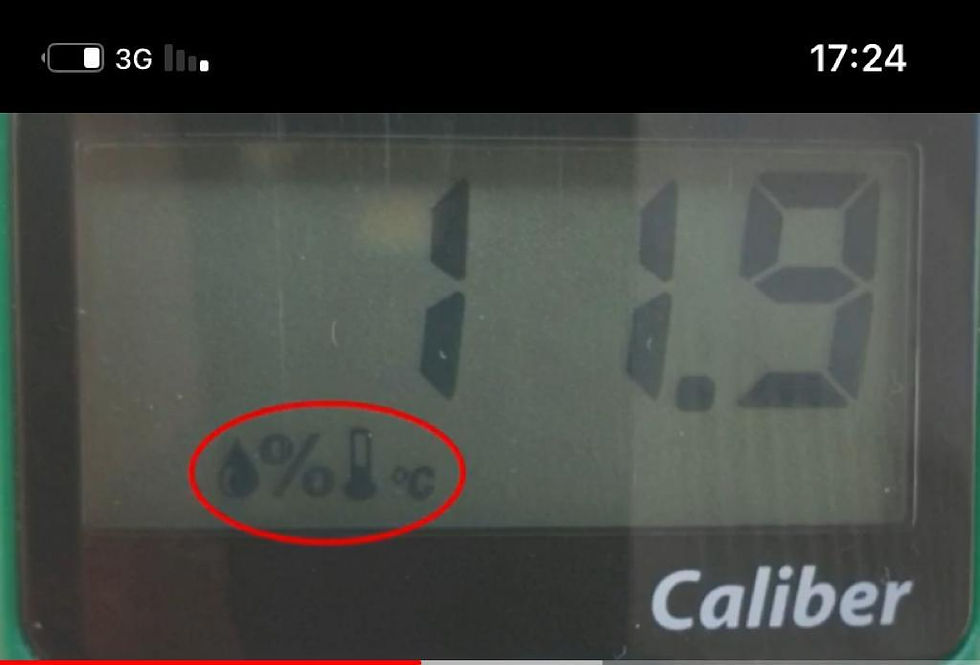 3G 17:24
11.9
% °C
Caliber